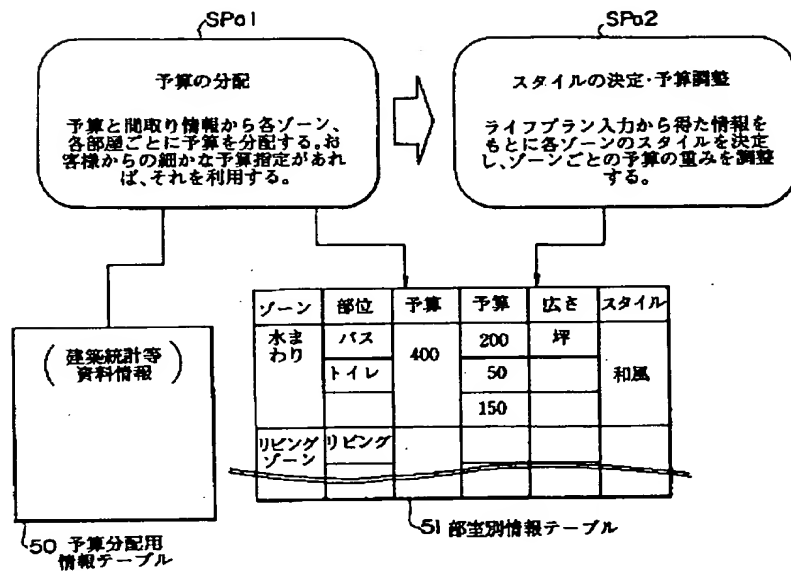 SPa1
SPa2
予算の分配
予算と間取り情報から各ゾーン、
各部屋ごとに予算を分配する。お
客様からの細かな予算指定があれ
ば、それを利用する。
スタイルの決定・予算調整
ライフプラン入力から得た情報を
もとに各ゾーンのスタイルを決定
し、ゾーンごとの予算の重みを調整
する。
(建築統計等
資料情報)
50 予算分配用
情報テーブル
ゾーン 部位 予算 予算 広さ スタイル
水ま
わり
バス 400 200 坪 和風
トイレ 50
150
リビング
ゾーン
リビング
51 部室別情報テーブル